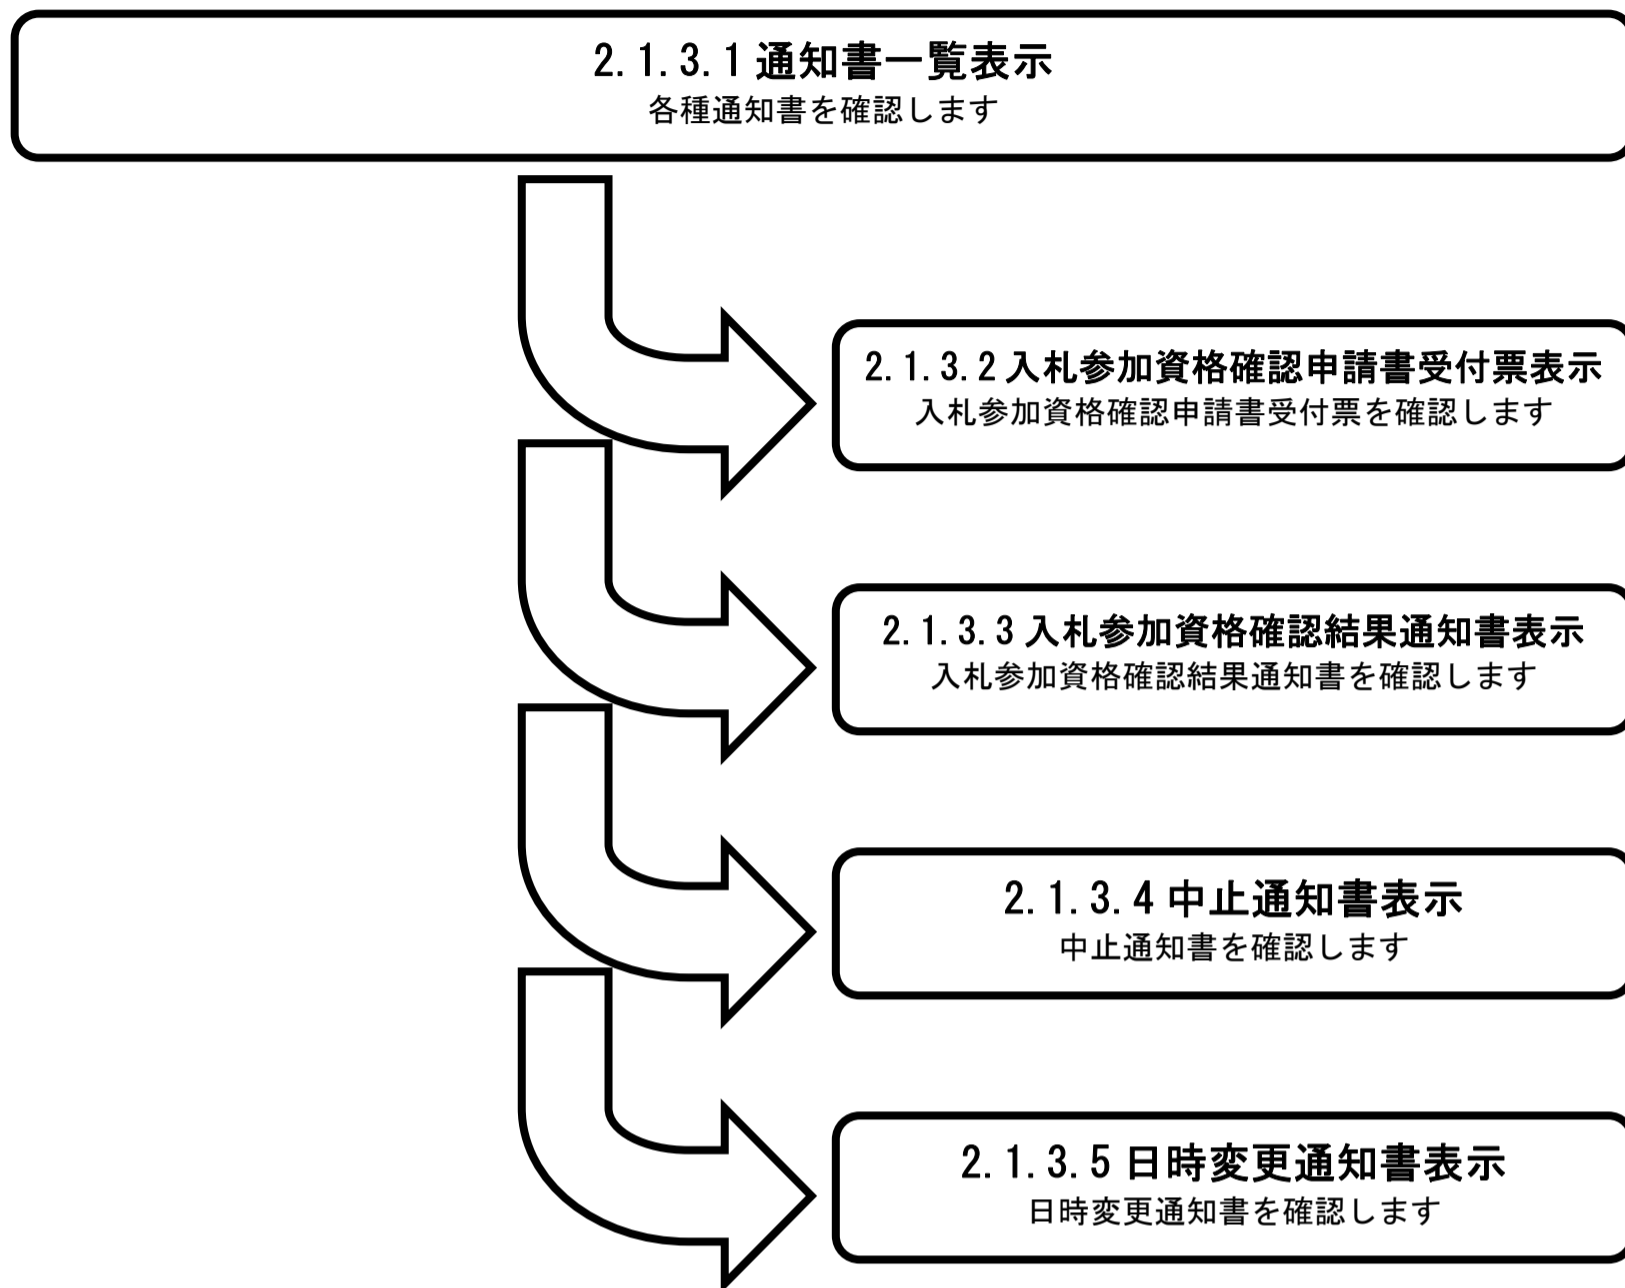 2.1.3.1 通知書一覧表示
各種通知書を確認します
2.1.3.2 入札参加資格確認申請書受付票表示
入札参加資格確認申請書受付票を確認します
2.1.3.3 入札参加資格確認結果通知書表示
入札参加資格確認結果通知書を確認します
2.1.3.4 中止通知書表示
中止通知書を確認します
2.1.3.5 日時変更通知書表示
日時変更通知書を確認します